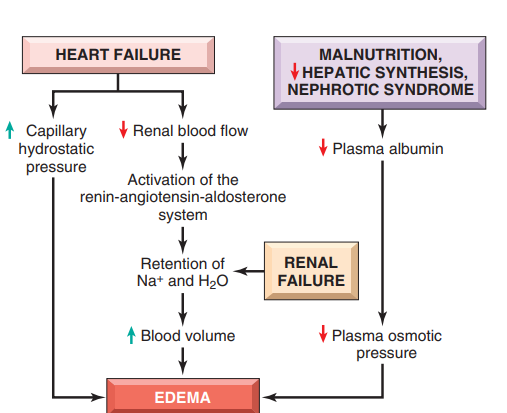 HEART FAILURE
MALNUTRITION,
HEPATIC SYNTHESIS,
NEPHROTIC SYNDROME
Capillary
hydrostatic
pressure
Renal blood flow
Plasma albumin
Activation of the
renin-angiotensin-aldosterone
system
Retention of
Na⁺ and H₂O
RENAL
FAILURE
Blood volume
Plasma osmotic
pressure
EDEMA